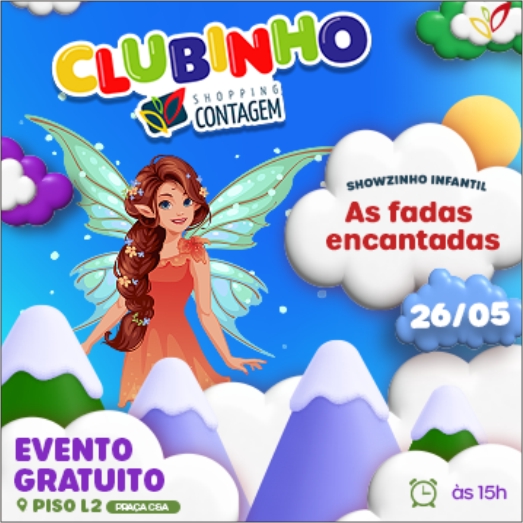 CLUBINHO
SHOPPING
CONTAGEM
SHOWZINHO INFANTIL
As fadas
encantadas
26/05
EVENTO
GRATUITO
PISO L2 PRAÇA C&A
às 15h